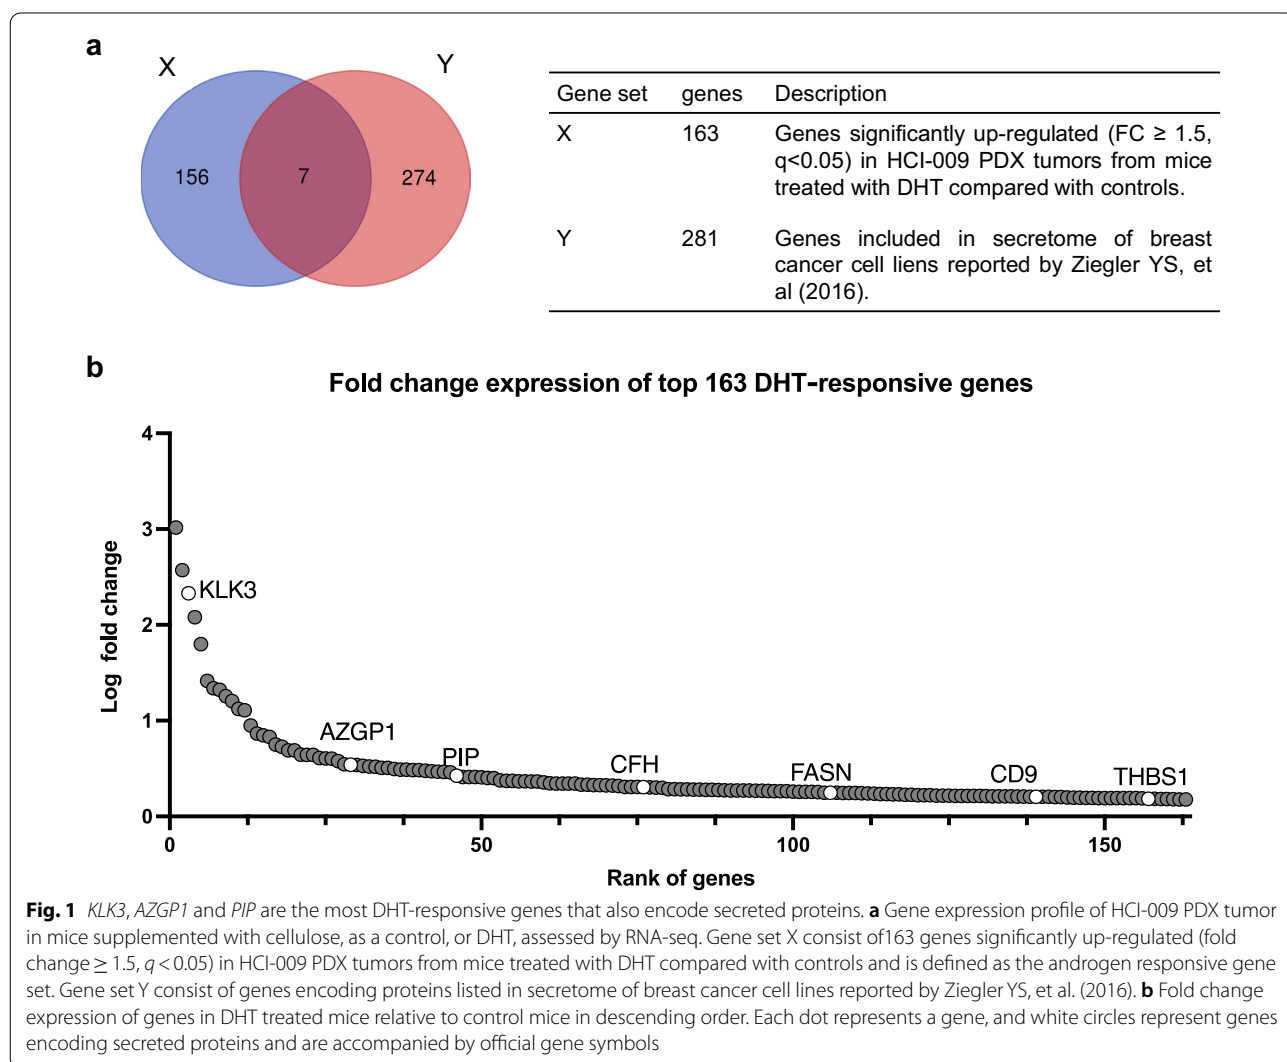 a
X
Y
156
7
274
Gene set genes Description
X 163 Genes significantly up-regulated (FC ≥ 1.5,
q<0.05) in HCI-009 PDX tumors from mice
treated with DHT compared with controls.
Y 281 Genes included in secretome of breast
cancer cell liens reported by Ziegler YS, et
al (2016).
b
Fold change expression of top 163 DHT-responsive genes
Log fold change
4
3
2
1
0
KLK3
AZGP1
PIP
CFH
FASN
CD9
THBS1
0
50
100
150
Rank of genes
Fig. 1 KLK3, AZGP1 and PIP are the most DHT-responsive genes that also encode secreted proteins. a Gene expression profile of HCI-009 PDX tumor
in mice supplemented with cellulose, as a control, or DHT, assessed by RNA-seq. Gene set X consist of163 genes significantly up-regulated (fold
change ≥ 1.5, q < 0.05) in HCI-009 PDX tumors from mice treated with DHT compared with controls and is defined as the androgen responsive gene
set. Gene set Y consist of genes encoding proteins listed in secretome of breast cancer cell lines reported by Ziegler YS, et al. (2016). b Fold change
expression of genes in DHT treated mice relative to control mice in descending order. Each dot represents a gene, and white circles represent genes
encoding secreted proteins and are accompanied by official gene symbols